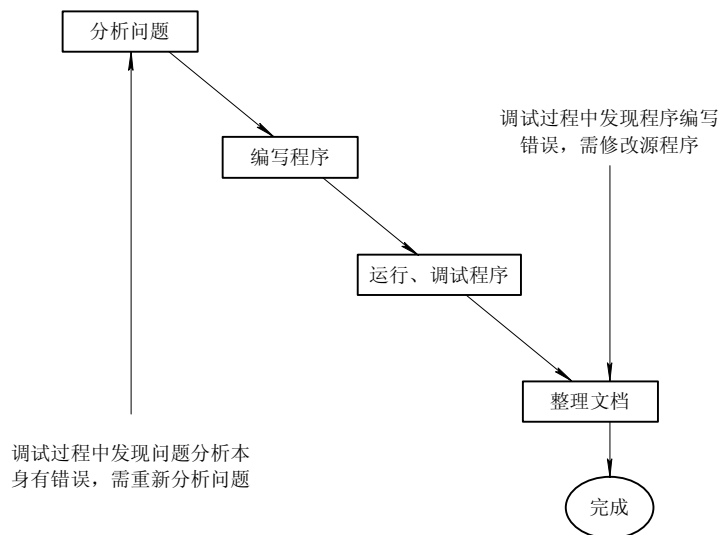 分析问题
调试过程中发现程序编写
错误，需修改源程序
编写程序
运行、调试程序
整理文档
调试过程中发现问题分析本
身有错误，需重新分析问题
完成